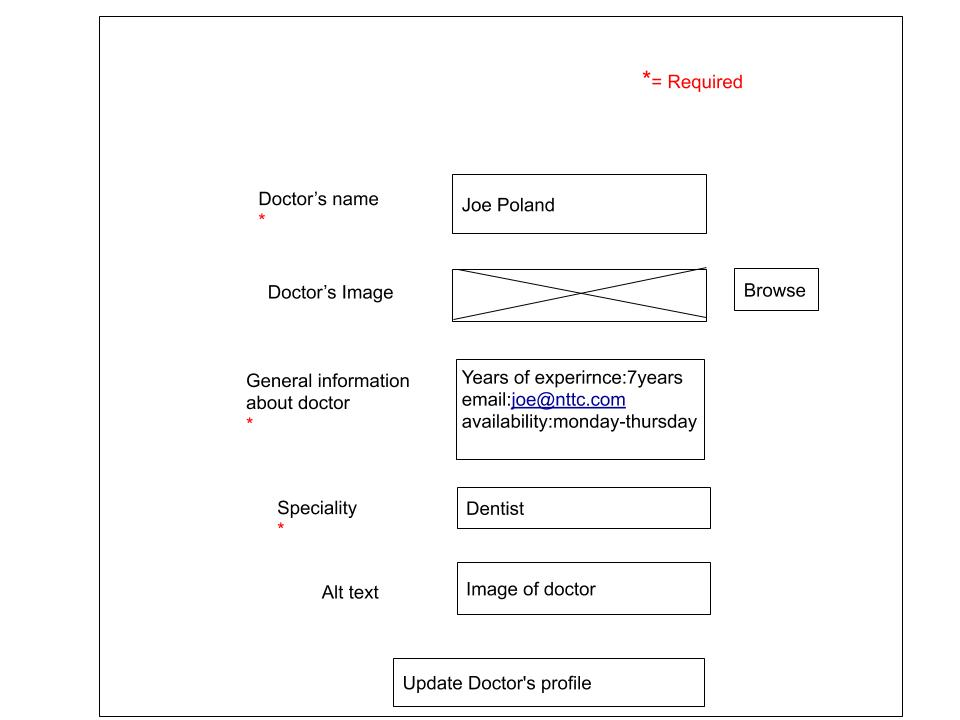 *= Required
Doctor’s name
*
Joe Poland
Doctor’s Image
Browse
General information
about doctor
*
Years of experirnce:7years
email:joe@nttc.com
availability:monday-thursday
Speciality
*
Dentist
Alt text
Image of doctor
Update Doctor's profile